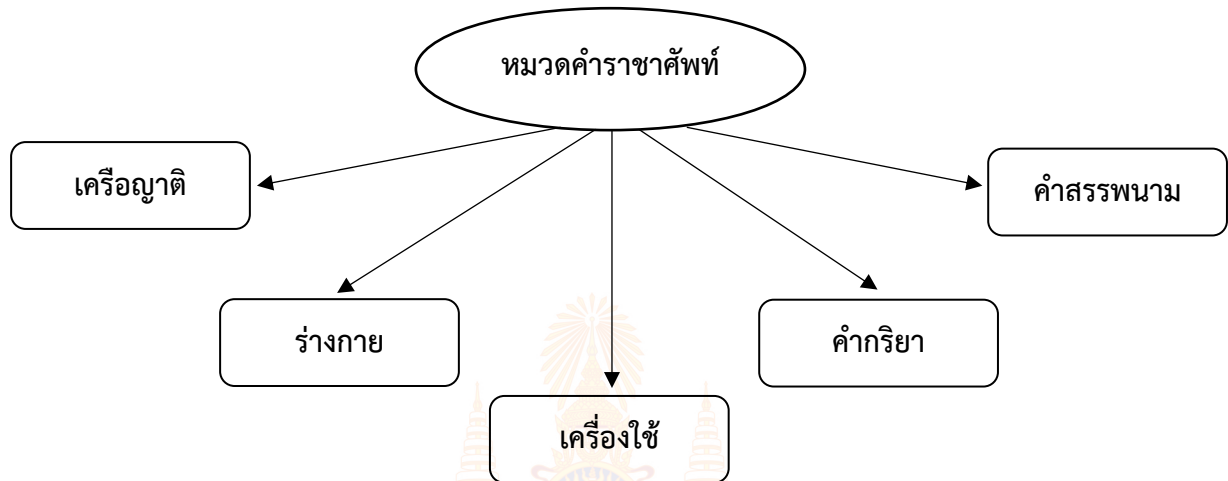 หมวดคำราชาศัพท์
เครือญาติ
คำสรรพนาม
ร่างกาย
คำกริยา
เครื่องใช้